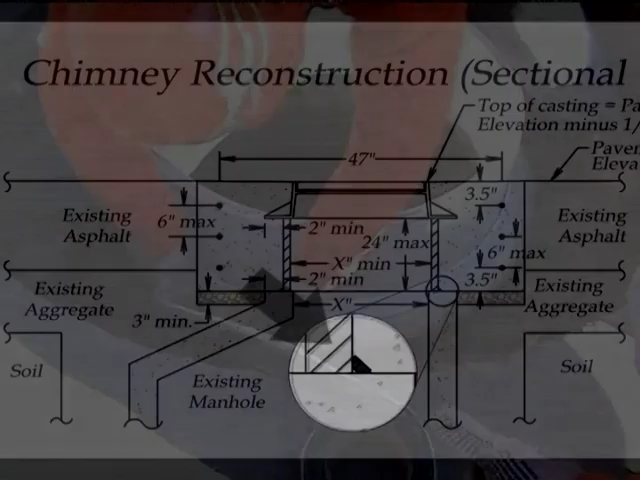 Chimney Reconstruction (Sectional
Top of casting = Pa
Elevation minus 1/
Paver
Eleva
47"
3.5"
Existing
Asphalt
6" max
2" min
24" max
Existing
Asphalt
X" min
6" max
2" min
3.5"
Existing
Aggregate
X"
Existing
Aggregate
3" min.
Soil
Existing
Manhole
Soil